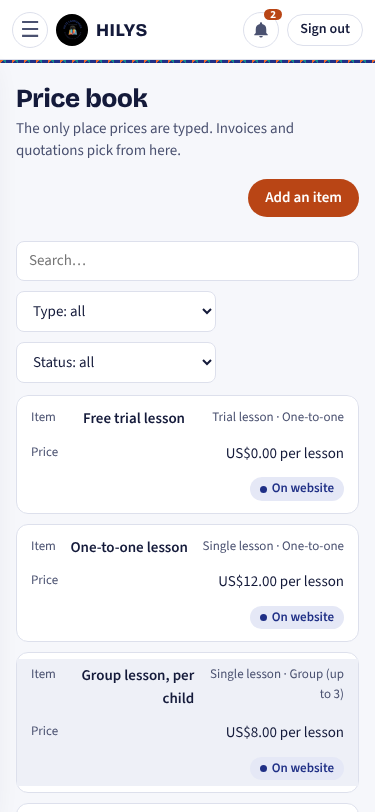 HILYS
2
Sign out
Price book
The only place prices are typed. Invoices and
quotations pick from here.
Add an item
Search…
Type: all
Status: all
Item Free trial lesson Trial lesson · One-to-one
Price US$0.00 per lesson
On website
Item One-to-one lesson Single lesson · One-to-one
Price US$12.00 per lesson
On website
Item Group lesson, per Single lesson · Group (up
child to 3)
Price US$8.00 per lesson
On website